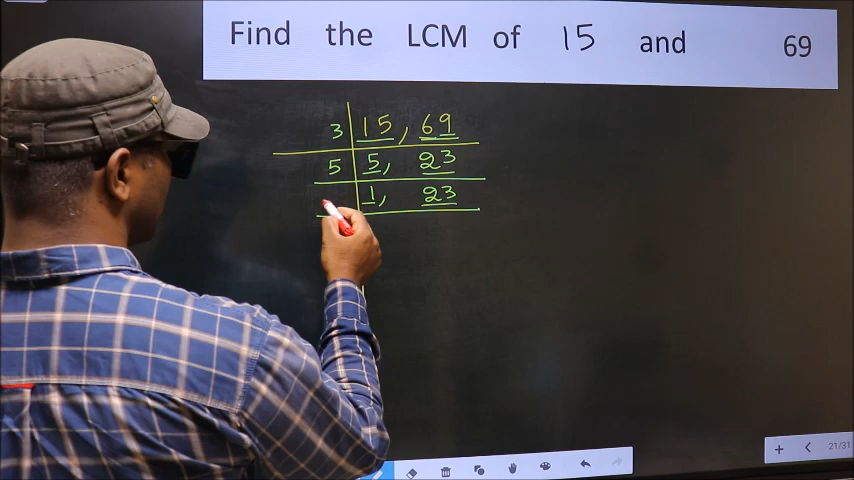 Find the LCM of 15 and 69
3 15, 69
5 5, 23
1, 23
21/31